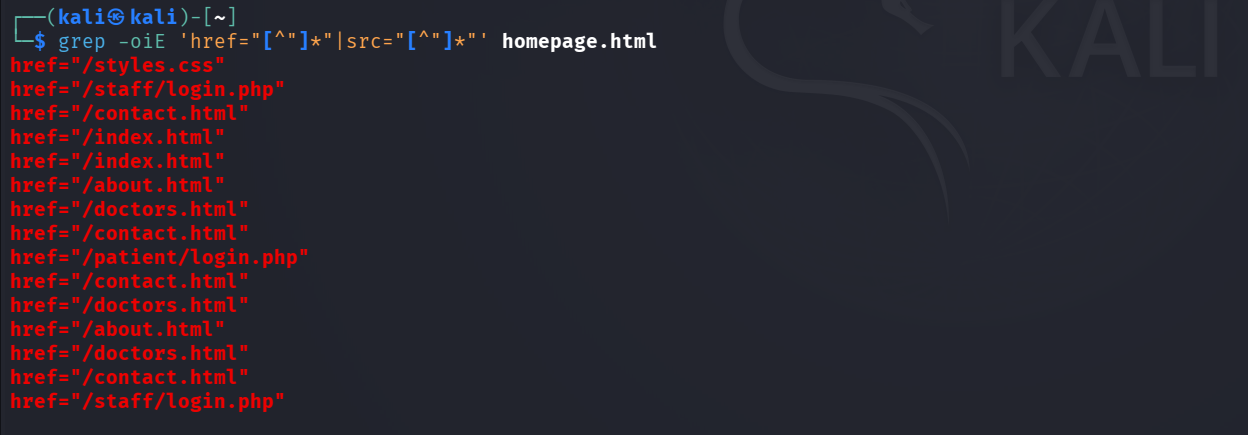 ┌──(kali㉿kali)-[~]
└─$ grep -oiE 'href="[^"]*"|src="[^"]*"' homepage.html
href="/styles.css"
href="/staff/login.php"
href="/contact.html"
href="/index.html"
href="/index.html"
href="/about.html"
href="/doctors.html"
href="/contact.html"
href="/patient/login.php"
href="/contact.html"
href="/doctors.html"
href="/about.html"
href="/doctors.html"
href="/contact.html"
href="/staff/login.php"
KALI